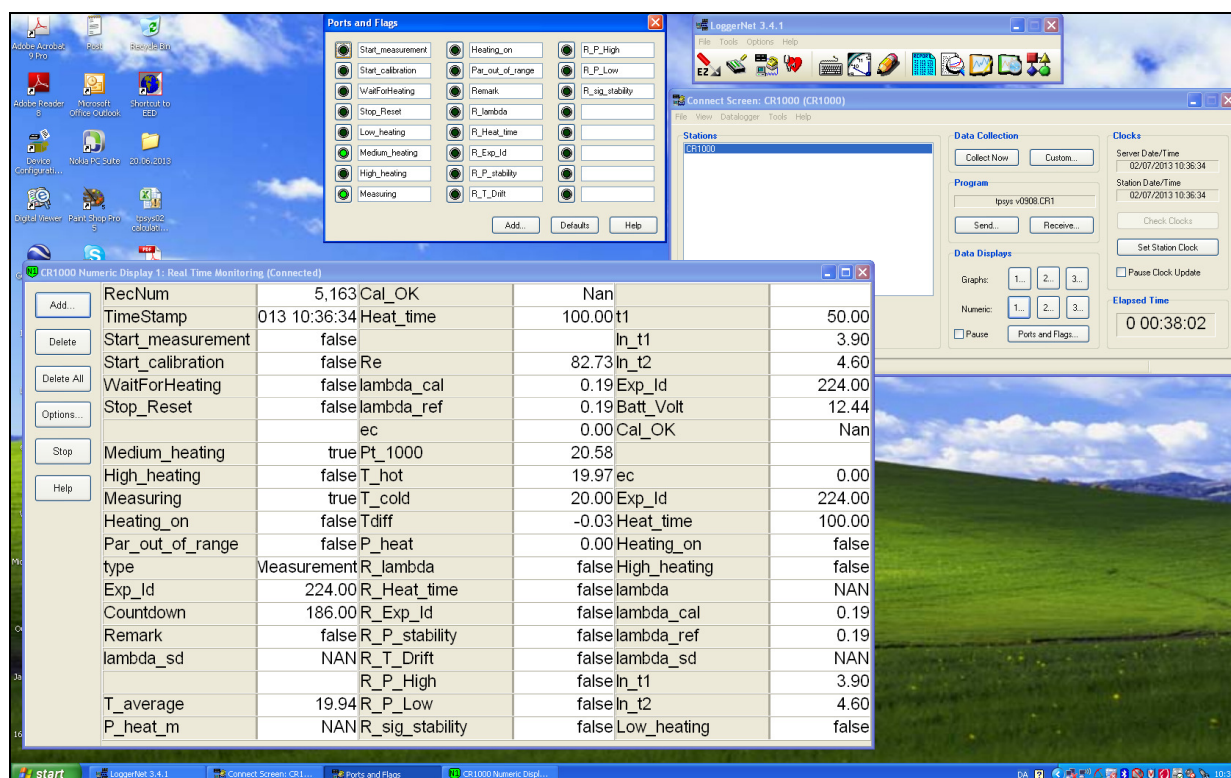 Adobe Acrobat
9 Pro
Post
Recycle Bin
Adobe Reader
8
Microsoft
Office Outlook
Shortcut to
EED
Device
Configurati...
Nokia PC Suite
20.06.2013
Digital Viewer
Paint Shop Pro
5
tpsys02
calculati...
Ports and Flags
Start_measurement
Heating_on
R_P_High
Start_calibration
Par_out_of_range
R_P_Low
WaitForHeating
Remark
R_sig_stability
Stop_Reset
R_lambda
Low_heating
R_Heat_time
Medium_heating
R_Exp_Id
High_heating
R_P_stability
Measuring
R_T_Drift
Add...
Defaults
Help
LoggerNet 3.4.1
File Tools Options Help
EZ
Connect Screen: CR1000 (CR1000)
File View Datalogger Tools Help
Stations
CR1000
Data Collection
Collect Now
Custom...
Program
tpsys v0908.CR1
Send...
Receive...
Data Displays
Graphs: 1... 2... 3...
Numeric: 1... 2... 3...
Pause
Ports and Flags...
Clocks
Server Date/Time
02/07/2013 10:36:34
Station Date/Time
02/07/2013 10:36:34
Check Clocks
Set Station Clock
Pause Clock Update
Elapsed Time
0 00:38:02
CR1000 Numeric Display 1: Real Time Monitoring (Connected)
Add...
Delete
Delete All
Options...
Stop
Help
RecNum 5,163 Cal_OK Nan
TimeStamp 013 10:36:34 Heat_time 100.00 t1 50.00
Start_measurement false ln_t1 3.90
Start_calibration false Re 82.73 ln_t2 4.60
WaitForHeating false lambda_cal 0.19 Exp_Id 224.00
Stop_Reset false lambda_ref 0.19 Batt_Volt 12.44
ec 0.00 Cal_OK Nan
Medium_heating true Pt_1000 20.58
High_heating false T_hot 19.97 ec 0.00
Measuring true T_cold 20.00 Exp_Id 224.00
Heating_on false Tdiff -0.03 Heat_time 100.00
Par_out_of_range false P_heat 0.00 Heating_on false
type Measurement R_lambda false High_heating false
Exp_Id 224.00 R_Heat_time false lambda NAN
Countdown 186.00 R_Exp_Id false lambda_cal 0.19
Remark false R_P_stability false lambda_ref 0.19
lambda_sd NAN R_T_Drift false lambda_sd NAN
R_P_High false ln_t1 3.90
T_average 19.94 R_P_Low false ln_t2 4.60
P_heat_m NAN R_sig_stability false Low_heating false
start
LoggerNet 3.4.1
Connect Screen: CR1...
Ports and Flags
CR1000 Numeric Displ...
DA